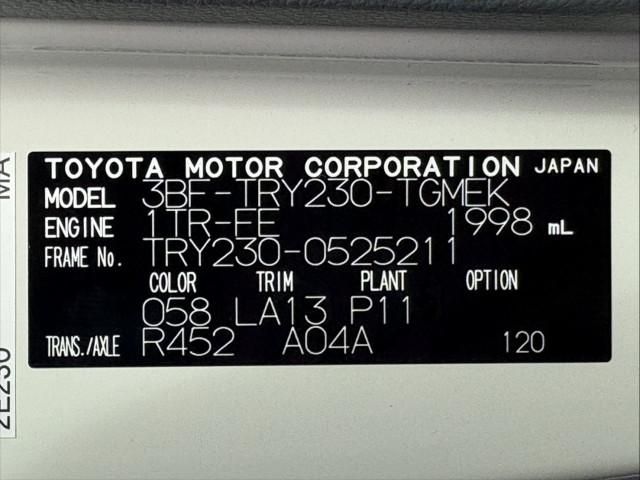 TOYOTA MOTOR CORPORATION JAPAN
MODEL 3BF-TRY230-TGMEK
ENGINE 1TR-FE 1998 mL
FRAME No. TRY230-0525211
COLOR TRIM PLANT OPTION
058 LA13 P11
TRANS./AXLE R452 A04A 120
MA